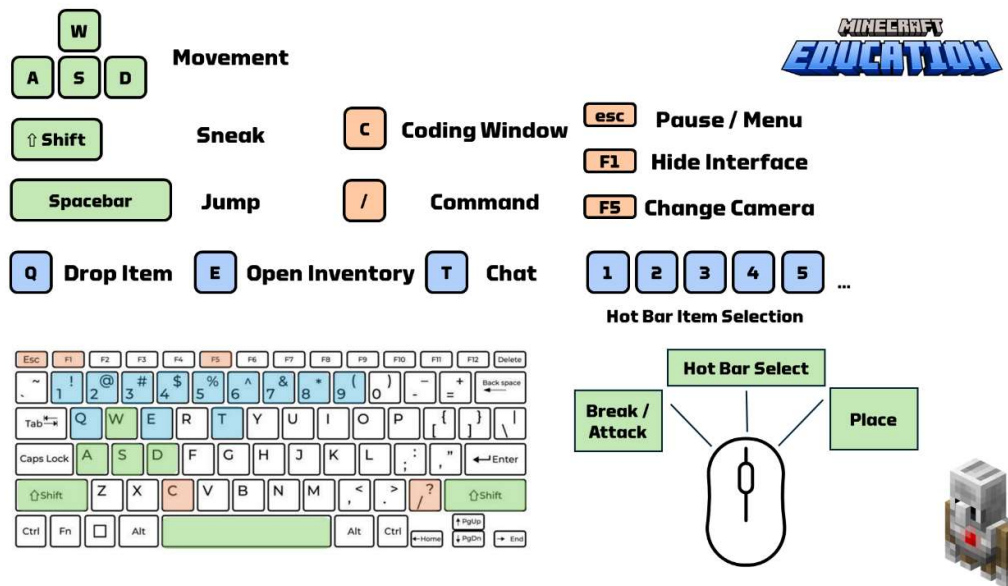 MINECRAFT
EDUCATION
W
A S D
Movement
⇧ Shift
Sneak
C
Coding Window
esc
Pause / Menu
F1
Hide Interface
Spacebar
Jump
/
Command
F5
Change Camera
Q
Drop Item
E
Open Inventory
T
Chat
1 2 3 4 5 ...
Hot Bar Item Selection
Esc F1 F2 F3 F4 F5 F6 F7 F8 F9 F10 F11 F12 Delete
~ ` ! 1 @ 2 # 3 $ 4 % 5 ^ 6 & 7 * 8 ( 9 ) 0 _ - + = Back space
Tab Q W E R T Y U I O P { [ } ] | \
Caps Lock A S D F G H J K L : ; " , Enter
⇧Shift Z X C V B N M < , > . ? / ⇧Shift
Ctrl Fn Alt Alt Ctrl Home PgUp PgDn End
Hot Bar Select
Break /
Attack
Place